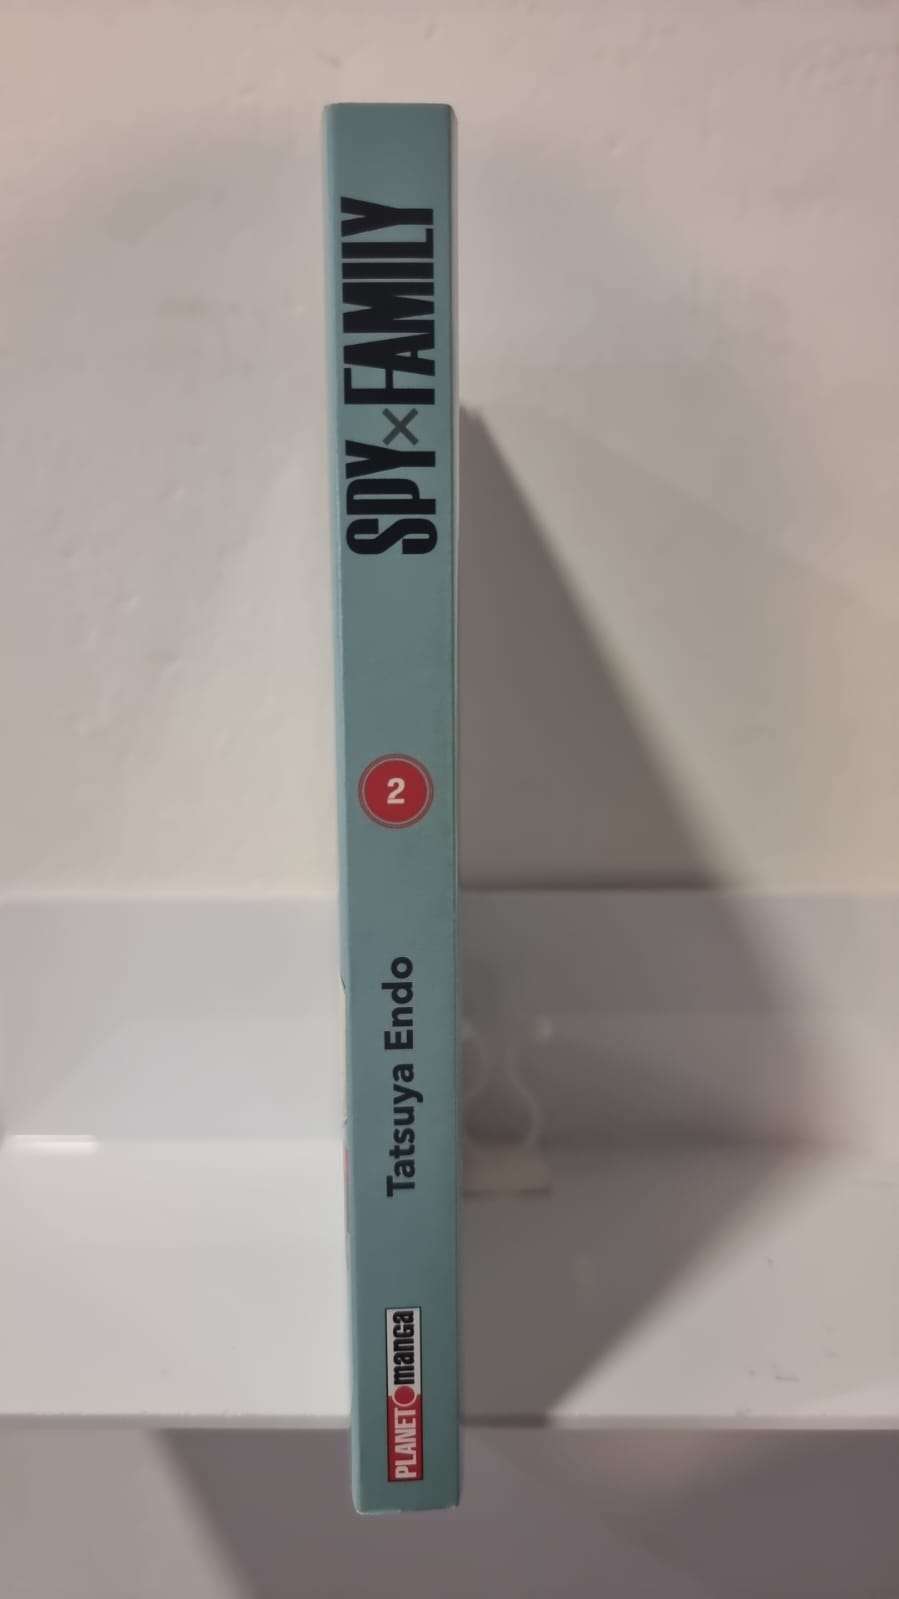 SPY×FAMILY
2
Tatsuya Endo
PLANET manga